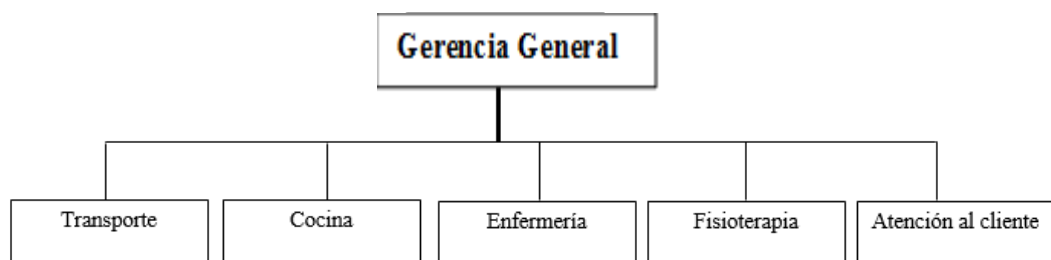 Gerencia General
Transporte
Cocina
Enfermería
Fisioterapia
Atención al cliente